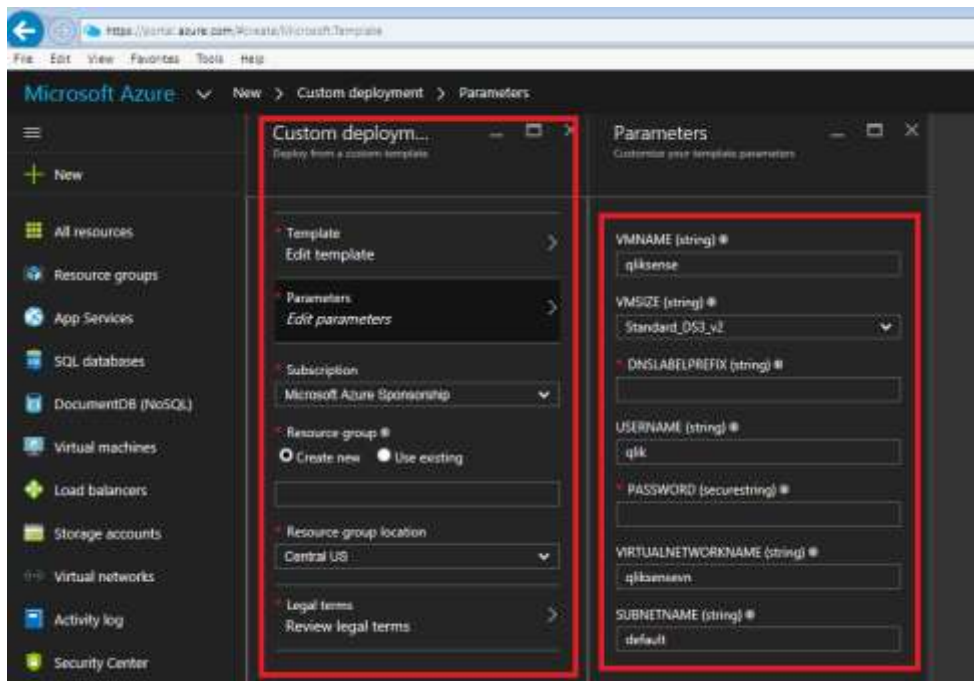 https://portal.azure.com/#create/Microsoft.Template
File Edit View Favorites Tools Help
Microsoft Azure New > Custom deployment > Parameters
New
All resources
Resource groups
App Services
SQL databases
DocumentDB (NoSQL)
Virtual machines
Load balancers
Storage accounts
Virtual networks
Activity log
Security Center
Custom deploym...
Deploy from a custom template
* Template
Edit template
* Parameters
Edit parameters
* Subscription
Microsoft Azure Sponsorship
* Resource group
Create new Use existing
* Resource group location
Central US
* Legal terms
Review legal terms
Parameters
Customize your template parameters
VMNAME (string)
qliksense
VMSIZE (string)
Standard_DS3_v2
* DNSLABELPREFIX (string)
USERNAME (string)
qlik
* PASSWORD (securestring)
VIRTUALNETWORKNAME (string)
qliksensevn
SUBNETNAME (string)
default